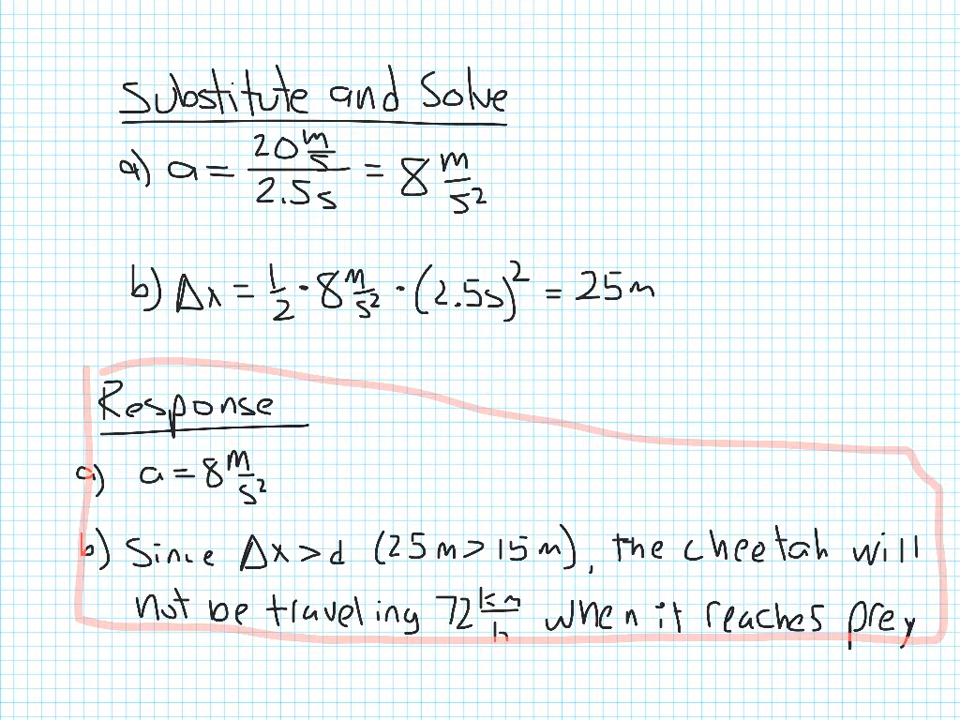 Substitute and Solve
a) a = 20 m/s / 2.5s = 8 m/s²
b) Δx = 1/2 · 8 m/s² · (2.5s)² = 25m
Response
a) a = 8 m/s²
b) Since Δx > d (25m > 15m), the cheetah will
not be traveling 72 km/h when it reaches prey